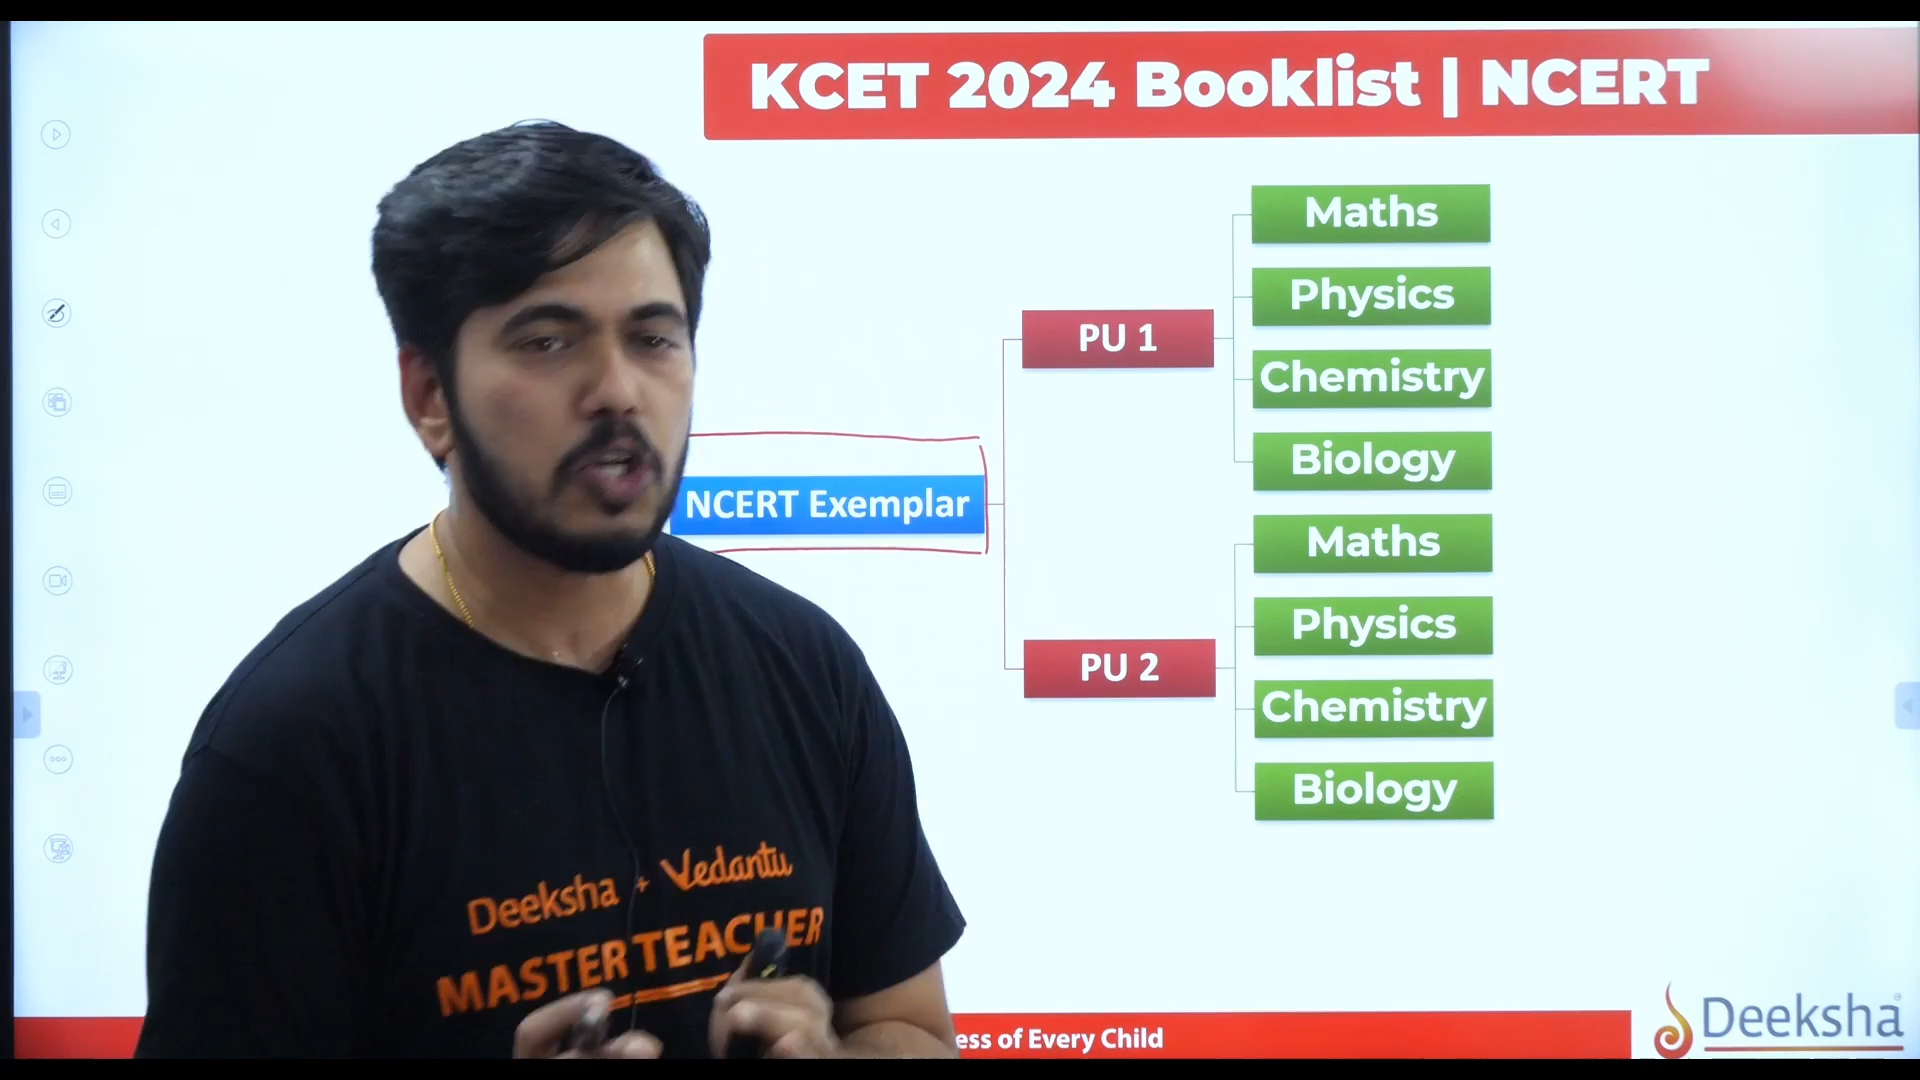 KCET 2024 Booklist | NCERT
Maths
Physics
PU 1
Chemistry
Biology
NCERT Exemplar
Maths
Physics
PU 2
Chemistry
Biology
Deeksha + Vedantu
MASTER TEACHER
ess of Every Child
Deeksha